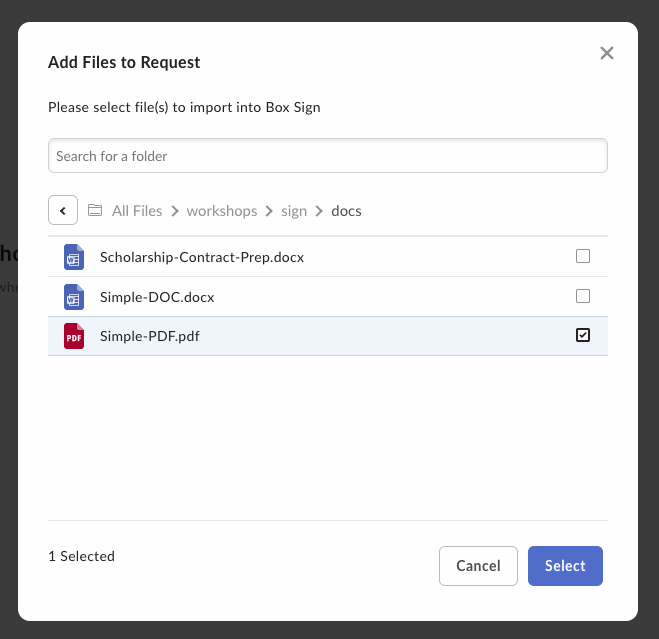 Add Files to Request
Please select file(s) to import into Box Sign
Search for a folder
All Files workshops sign docs
Scholarship-Contract-Prep.docx
Simple-DOC.docx
PDF Simple-PDF.pdf
1 Selected
Cancel Select